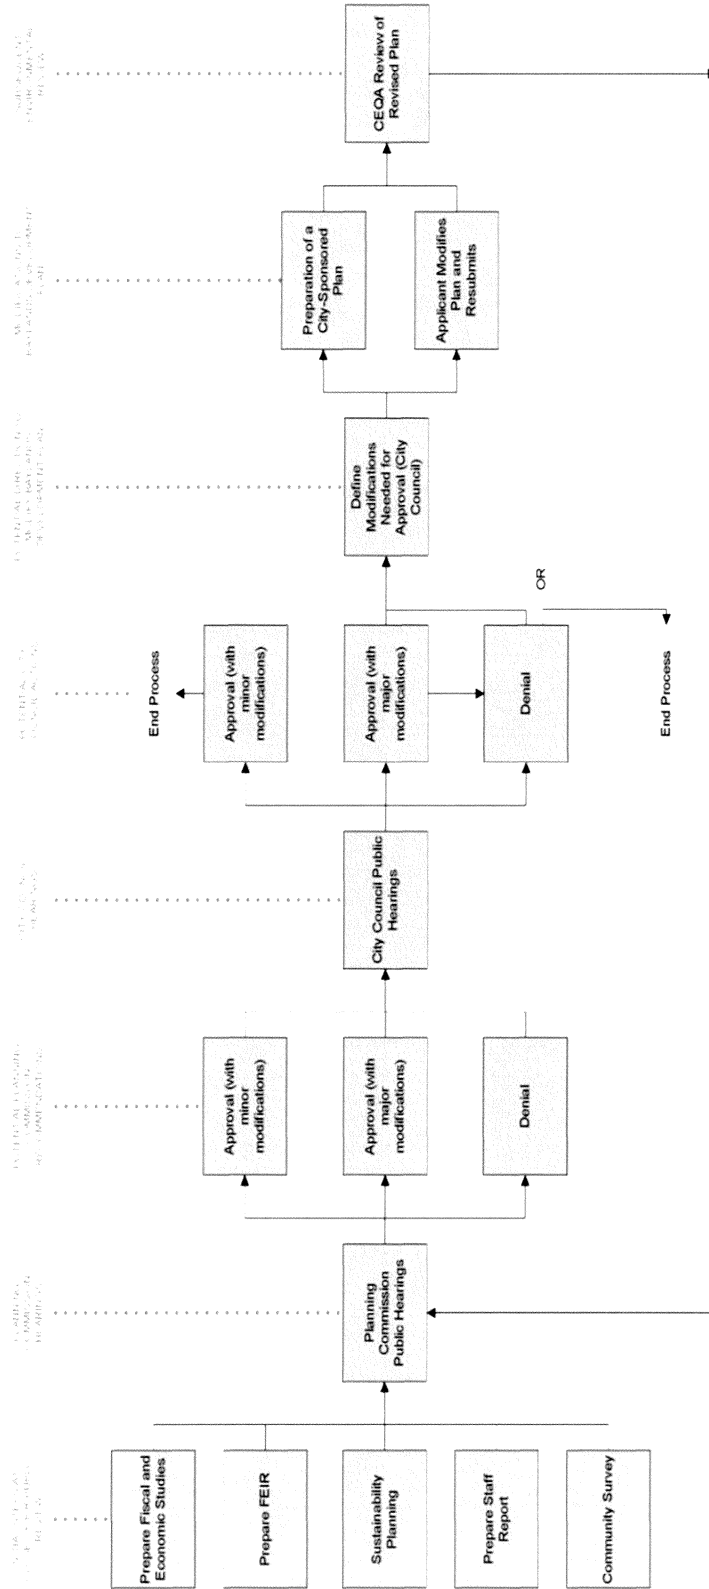 Prepare Fiscal and
Economic Studies
Prepare FEIR
Sustainability
Planning
Prepare Staff
Report
Community Survey
Planning
Commission
Public Hearings
Approval (with
minor
modifications)
Approval (with
major
modifications)
Denial
City Council Public
Hearings
End Process
Approval (with
minor
modifications)
Approval (with
major
modifications)
Denial
OR
End Process
Define
Modifications
Needed for
Approval (City
Council)
Preparation of a
City-Sponsored
Plan
Applicant Modifies
Plan and
Resubmits
CEQA Review of
Revised Plan